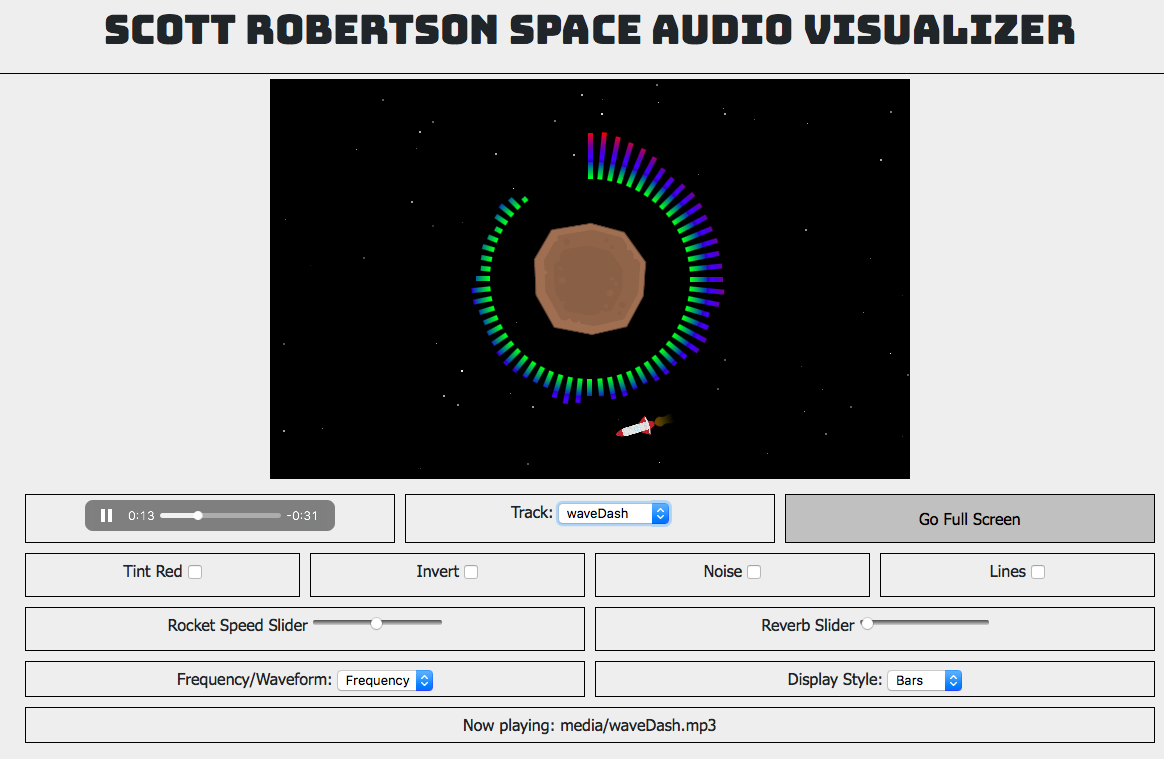 SCOTT ROBERTSON SPACE AUDIO VISUALIZER
0:13 -0:31
Track: waveDash
Go Full Screen
Tint Red
Invert
Noise
Lines
Rocket Speed Slider
Reverb Slider
Frequency/Waveform: Frequency
Display Style: Bars
Now playing: media/waveDash.mp3